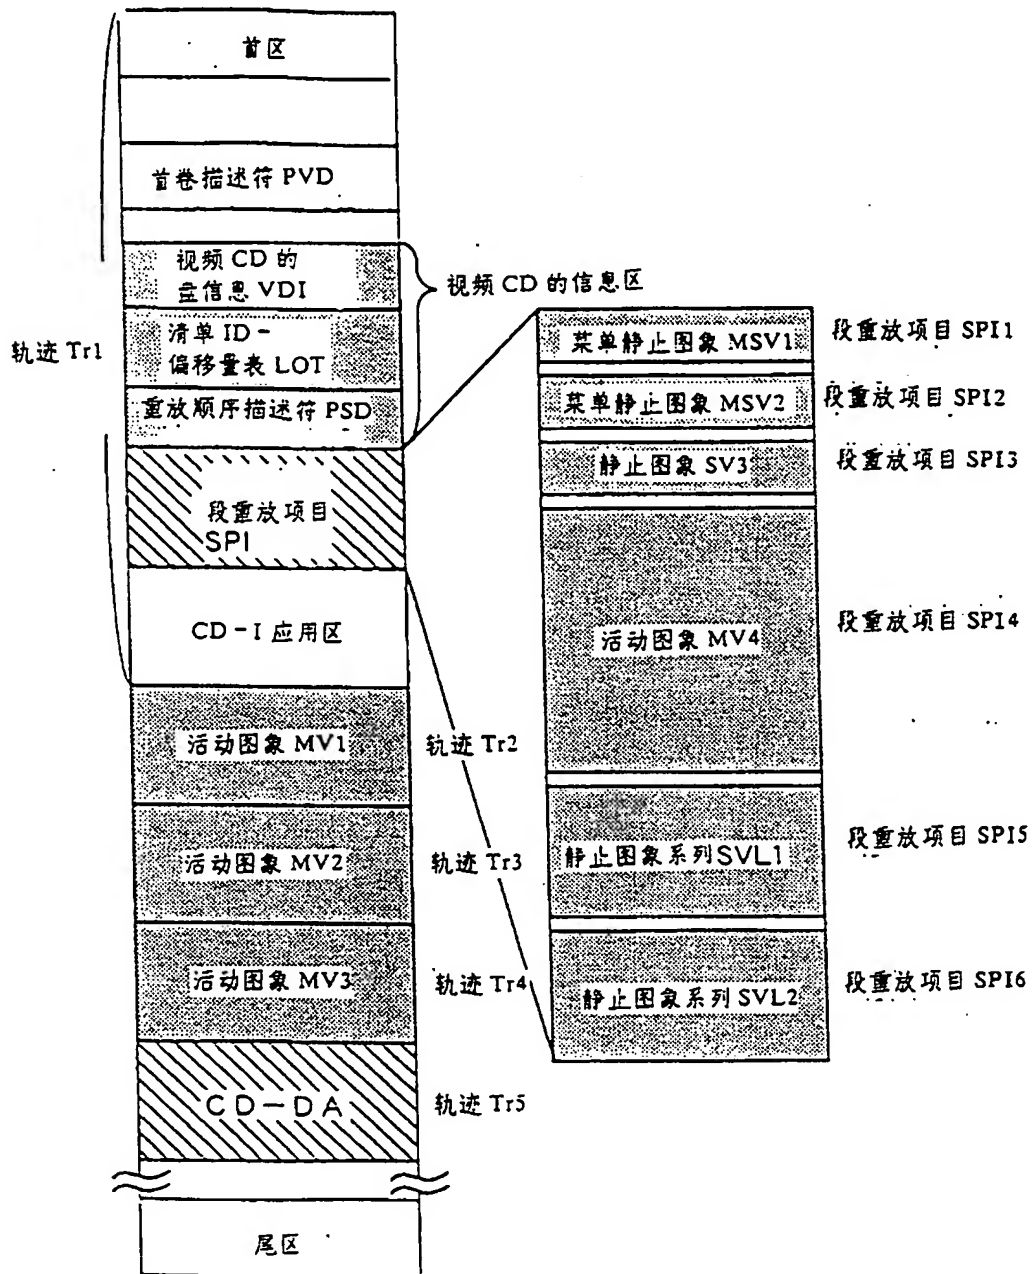 首区
首卷描述符 PVD
视频 CD 的
盘信息 VDI
清单 ID-
偏移量表 LOT
重放顺序描述符 PSD
视频 CD 的信息区
轨迹 Tr1
段重放项目
SPI
CD-I 应用区
活动图象 MV1
轨迹 Tr2
活动图象 MV2
轨迹 Tr3
活动图象 MV3
轨迹 Tr4
CD-DA
轨迹 Tr5
尾区
菜单静止图象 MSV1
段重放项目 SPI1
菜单静止图象 MSV2
段重放项目 SPI2
静止图象 SV3
段重放项目 SPI3
活动图象 MV4
段重放项目 SPI4
静止图象系列 SVL1
段重放项目 SPI5
静止图象系列 SVL2
段重放项目 SPI6